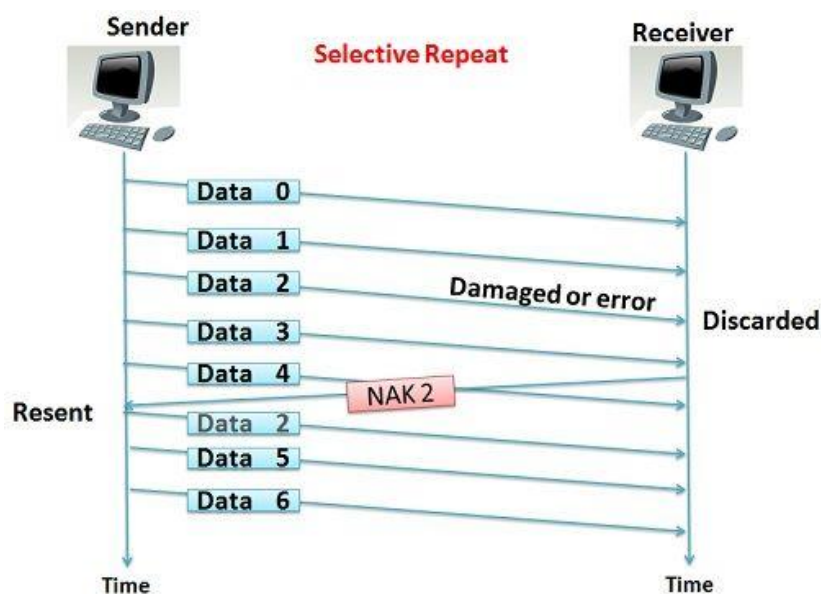 Sender
Receiver
Selective Repeat
Data 0
Data 1
Data 2
Damaged or error
Discarded
Data 3
Data 4
NAK 2
Resent
Data 2
Data 5
Data 6
Time
Time